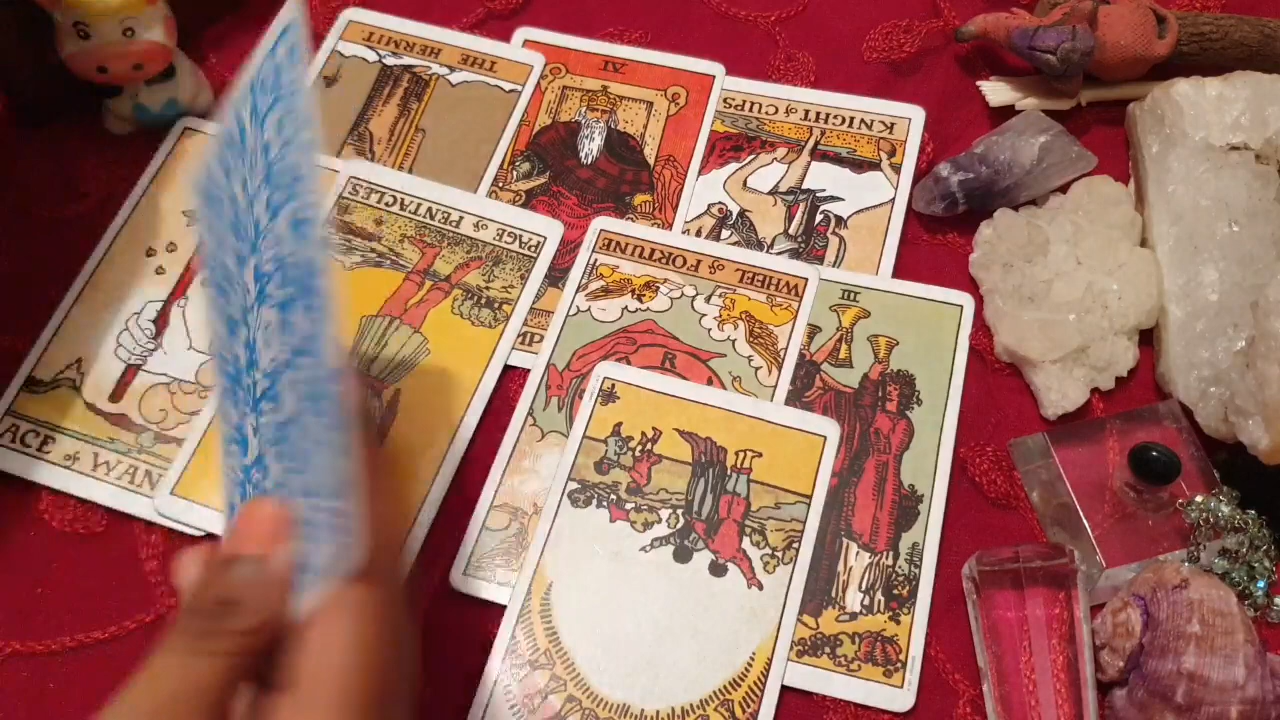 THE HERMIT.
IV
KNIGHT of CUPS
PAGE of PENTACLES
WHEEL of FORTUNE
III
R
ACE of WAN